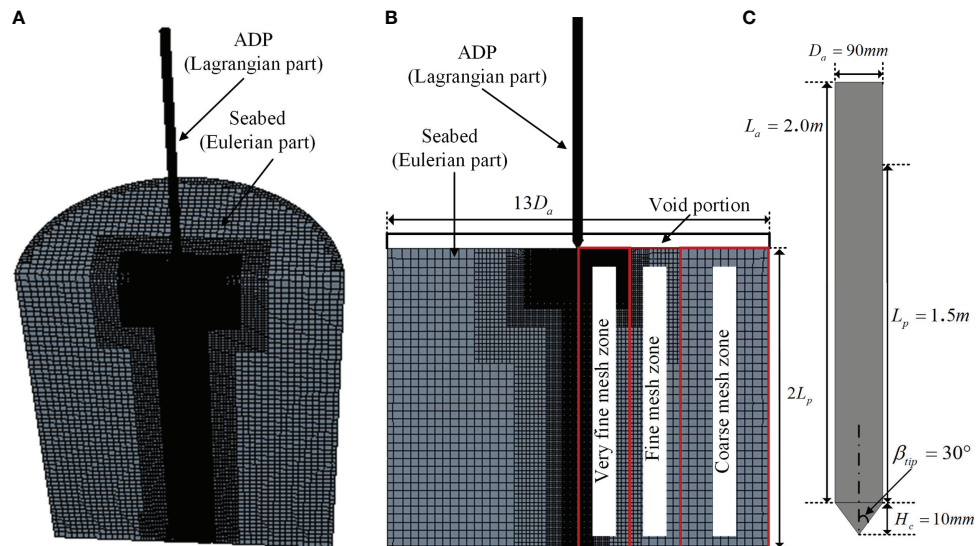 A
ADP
(Lagrangian part)
Seabed
(Eulerian part)
B
ADP
(Lagrangian part)
Seabed
(Eulerian part)
13D_a
Void portion
Very fine mesh zone
Fine mesh zone
Coarse mesh zone
2L_p
C
D_a = 90mm
L_a = 2.0m
L_p = 1.5m
β_tip = 30°
H_c = 10mm